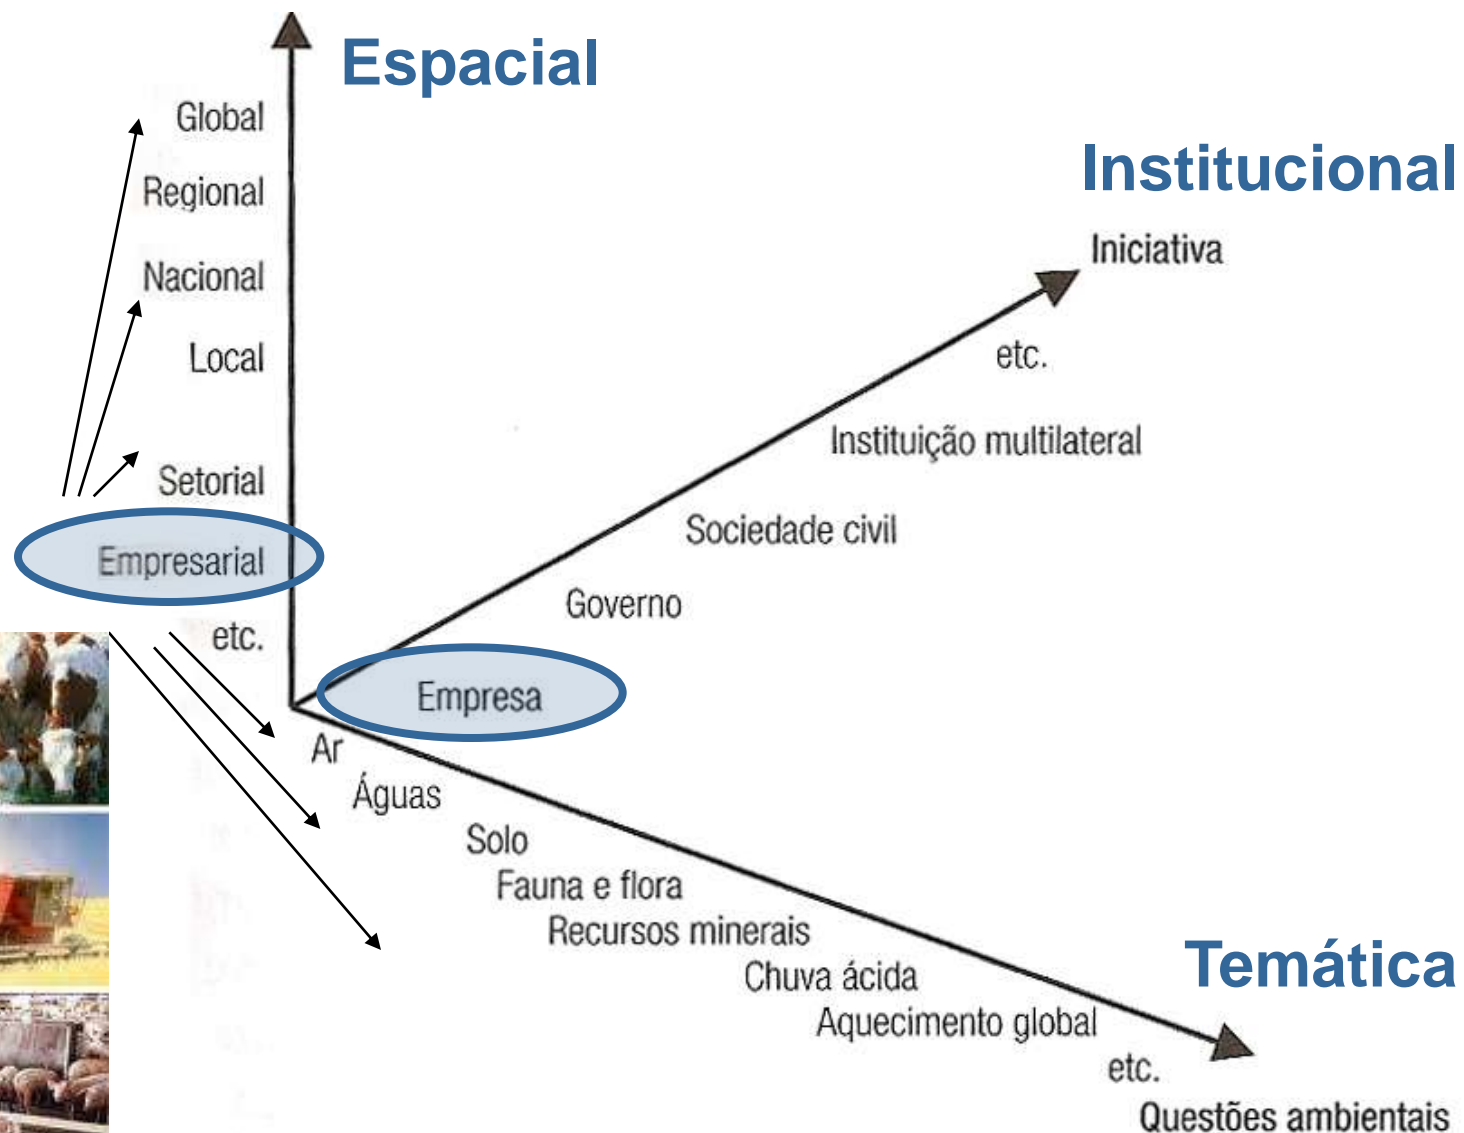 Espacial
Global
Regional
Nacional
Local
Setorial
Empresarial
etc.
Institucional
Iniciativa
etc.
Instituição multilateral
Sociedade civil
Governo
Empresa
Ar
Águas
Solo
Fauna e flora
Recursos minerais
Chuva ácida
Aquecimento global
etc.
Temática
Questões ambientais